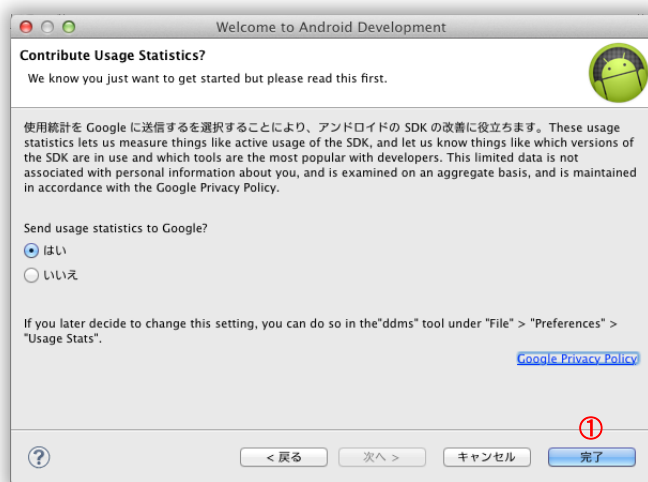 Welcome to Android Development
Contribute Usage Statistics?
We know you just want to get started but please read this first.
使用統計を Google に送信するを選択することにより、アンドロイドの SDK の改善に役立ちます。These usage
statistics lets us measure things like active usage of the SDK, and let us know things like which versions of
the SDK are in use and which tools are the most popular with developers. This limited data is not
associated with personal information about you, and is examined on an aggregate basis, and is maintained
in accordance with the Google Privacy Policy.
Send usage statistics to Google?
はい
いいえ
If you later decide to change this setting, you can do so in the"ddms" tool under "File" > "Preferences" >
"Usage Stats".
Google Privacy Policy
①
? < 戻る 次へ > キャンセル 完了